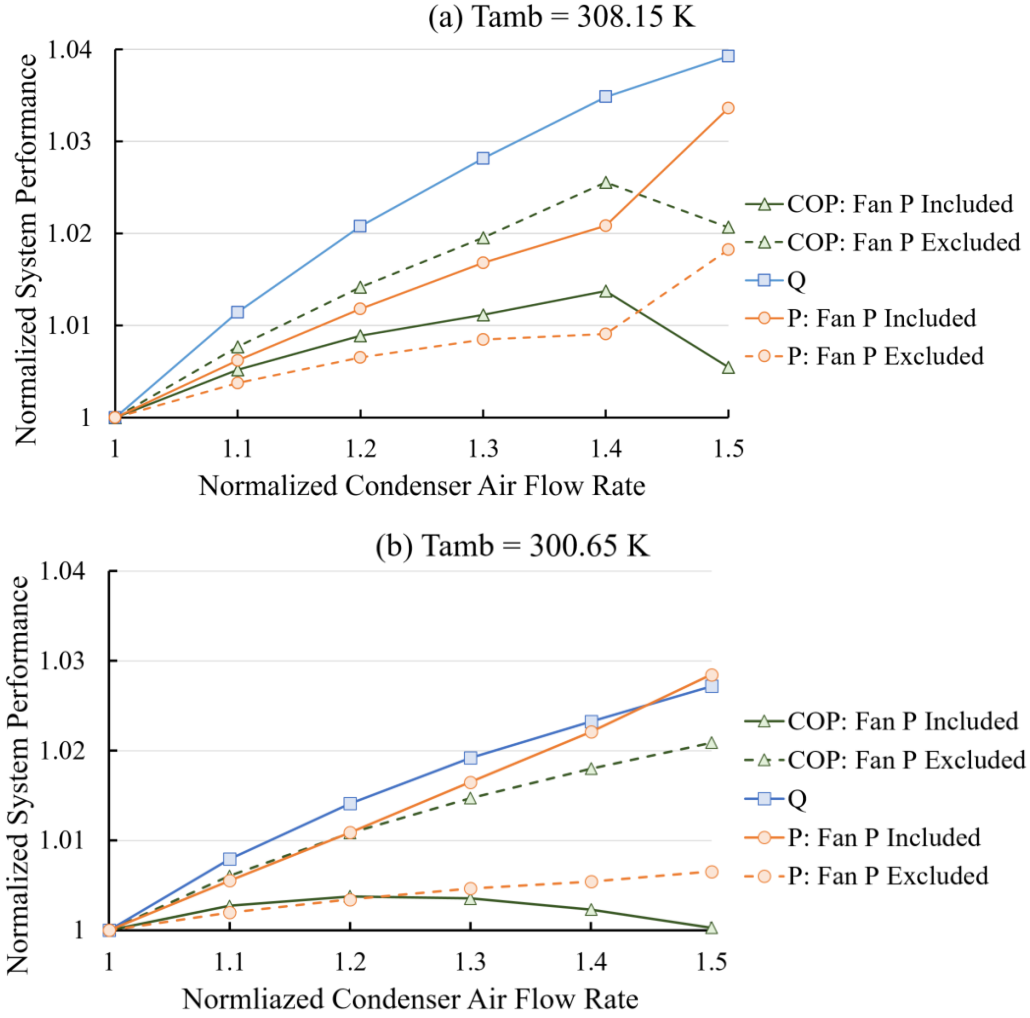 (a) Tamb = 308.15 K
Normalized System Performance
1.04
1.03
1.02
1.01
1
1 1.1 1.2 1.3 1.4 1.5
Normalized Condenser Air Flow Rate
COP: Fan P Included
COP: Fan P Excluded
Q
P: Fan P Included
P: Fan P Excluded
(b) Tamb = 300.65 K
Normalized System Performance
1.04
1.03
1.02
1.01
1
1 1.1 1.2 1.3 1.4 1.5
Normliazed Condenser Air Flow Rate
COP: Fan P Included
COP: Fan P Excluded
Q
P: Fan P Included
P: Fan P Excluded